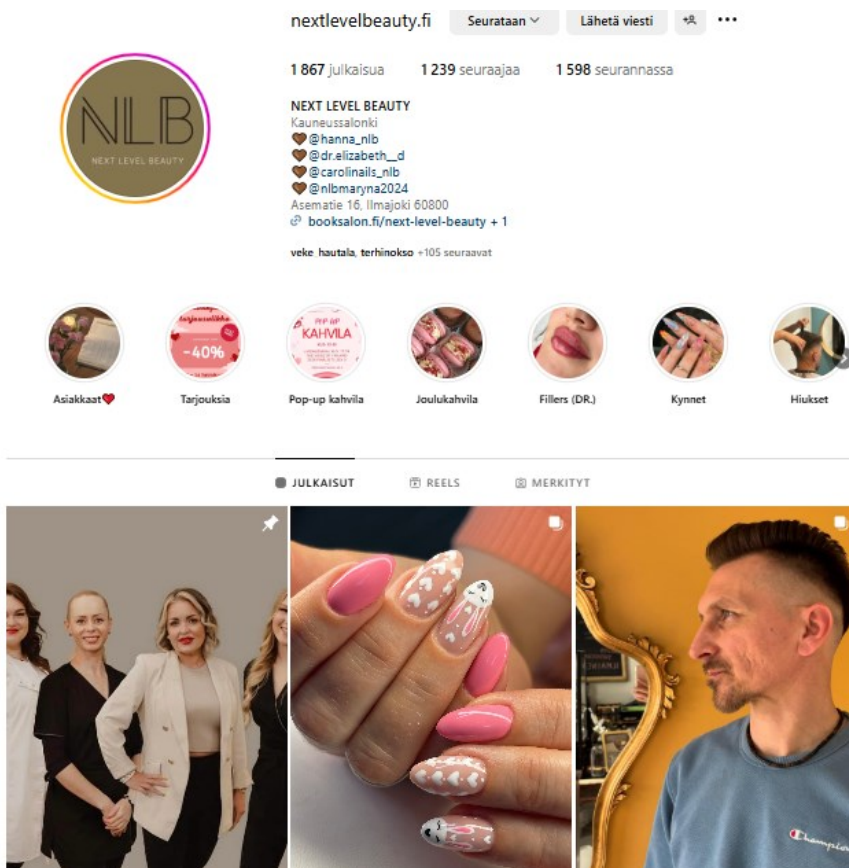 nextlevelbeauty.fi Seurataan Lähetä viesti
1 867 julkaisua 1 239 seuraajaa 1 598 seurannassa
NLB
NEXT LEVEL BEAUTY
NEXT LEVEL BEAUTY
Kauneussalonki
@hanna_nlb
@dr.elizabeth__d
@carolinails_nlb
@nlbmaryna2024
Asematie 16, Ilmajoki 60800
booksalon.fi/next-level-beauty + 1
veke_hautala, terhinokso +105 seuraavat
-40%
POP-UP
KAHVILA
Asiakkaat❤️ Tarjouksia Pop-up kahvila Joulukahvila Fillers (DR.) Kynnet Hiukset
JULKAISUT REELS MERKITYT
Champion